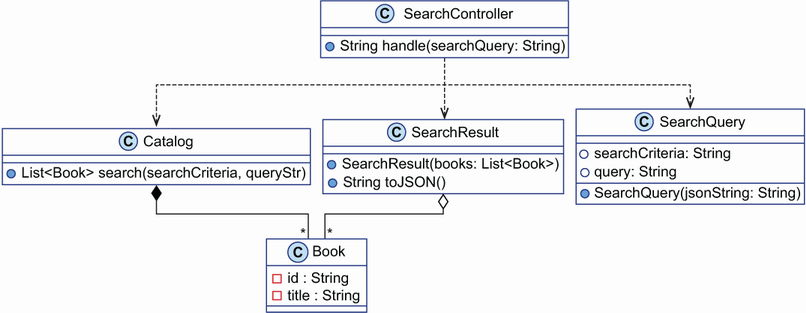 C SearchController
String handle(searchQuery: String)
C Catalog
List<Book> search(searchCriteria, queryStr)
C SearchResult
SearchResult(books: List<Book>)
String toJSON()
C SearchQuery
searchCriteria: String
query: String
SearchQuery(jsonString: String)
* *
C Book
id : String
title : String